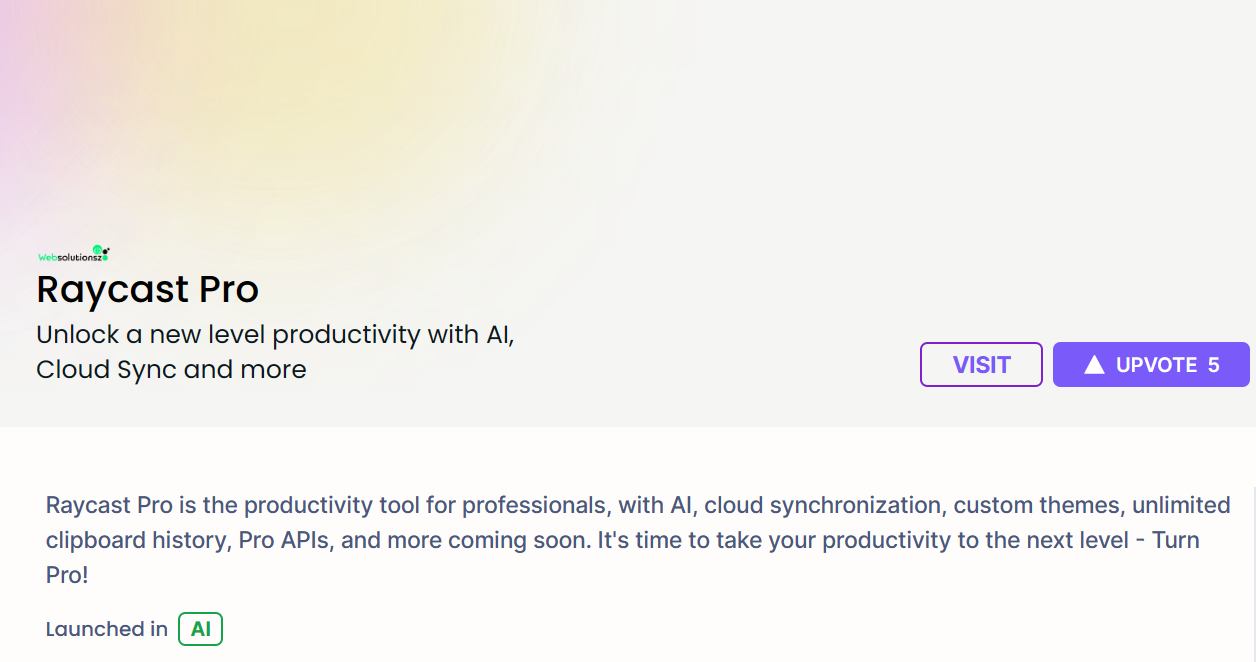 Websolutionsz
Raycast Pro
Unlock a new level productivity with AI,
Cloud Sync and more
VISIT
UPVOTE 5
Raycast Pro is the productivity tool for professionals, with AI, cloud synchronization, custom themes, unlimited
clipboard history, Pro APIs, and more coming soon. It's time to take your productivity to the next level - Turn
Pro!
Launched in AI